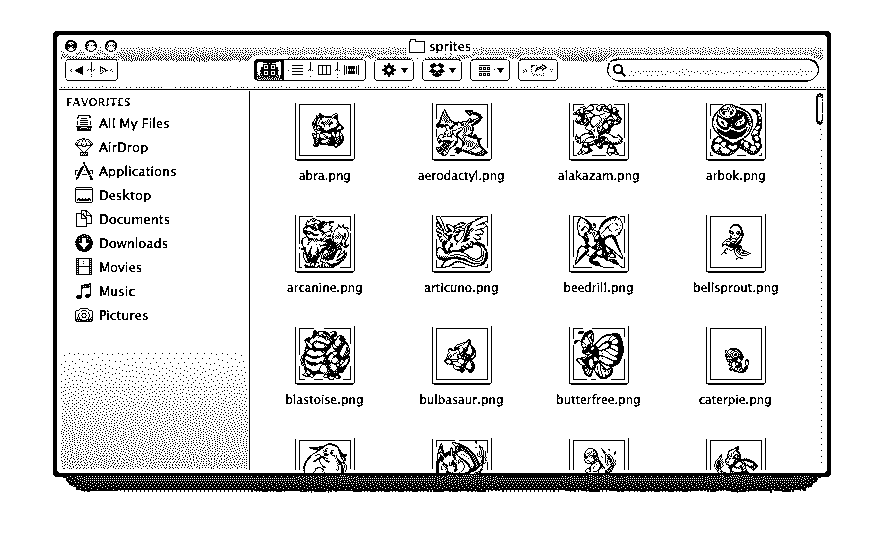 sprites
FAVORITES
All My Files
AirDrop
Applications
Desktop
Documents
Downloads
Movies
Music
Pictures
abra.png aerodactyl.png alakazam.png arbok.png
arcanine.png articuno.png beedrill.png bellsprout.png
blastoise.png bulbasaur.png butterfree.png caterpie.png